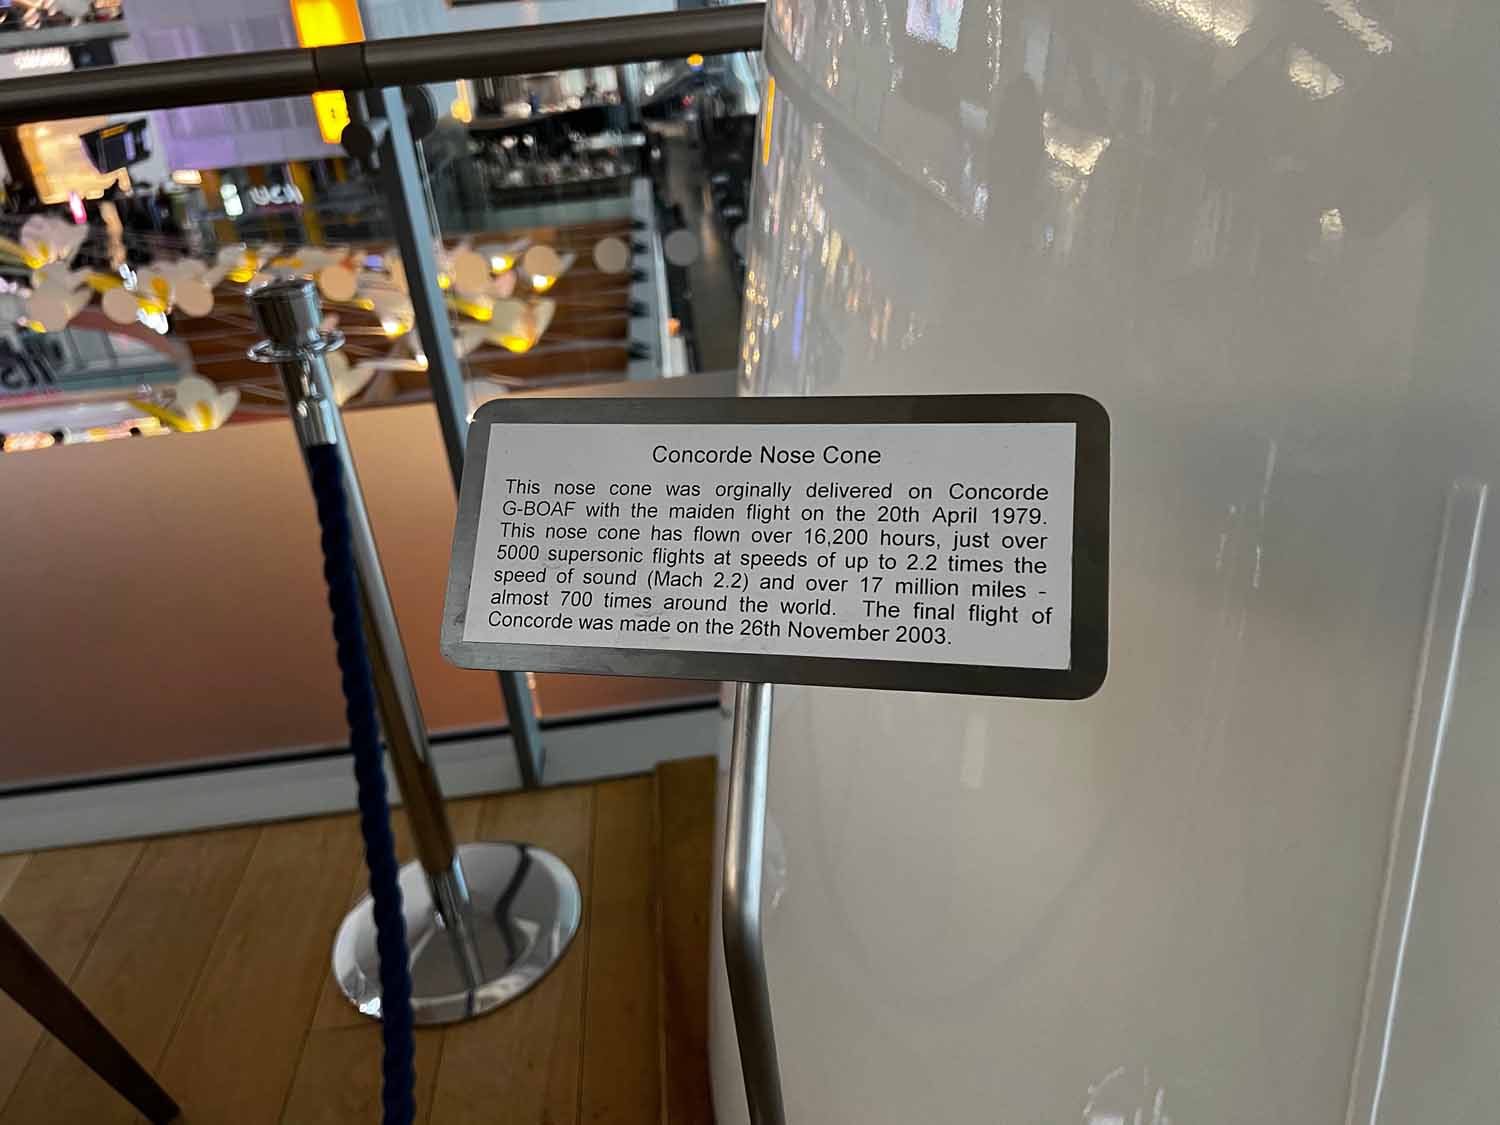 Concorde Nose Cone
This nose cone was orginally delivered on Concorde
G-BOAF with the maiden flight on the 20th April 1979.
This nose cone has flown over 16,200 hours, just over
5000 supersonic flights at speeds of up to 2.2 times the
speed of sound (Mach 2.2) and over 17 million miles -
almost 700 times around the world. The final flight of
Concorde was made on the 26th November 2003.